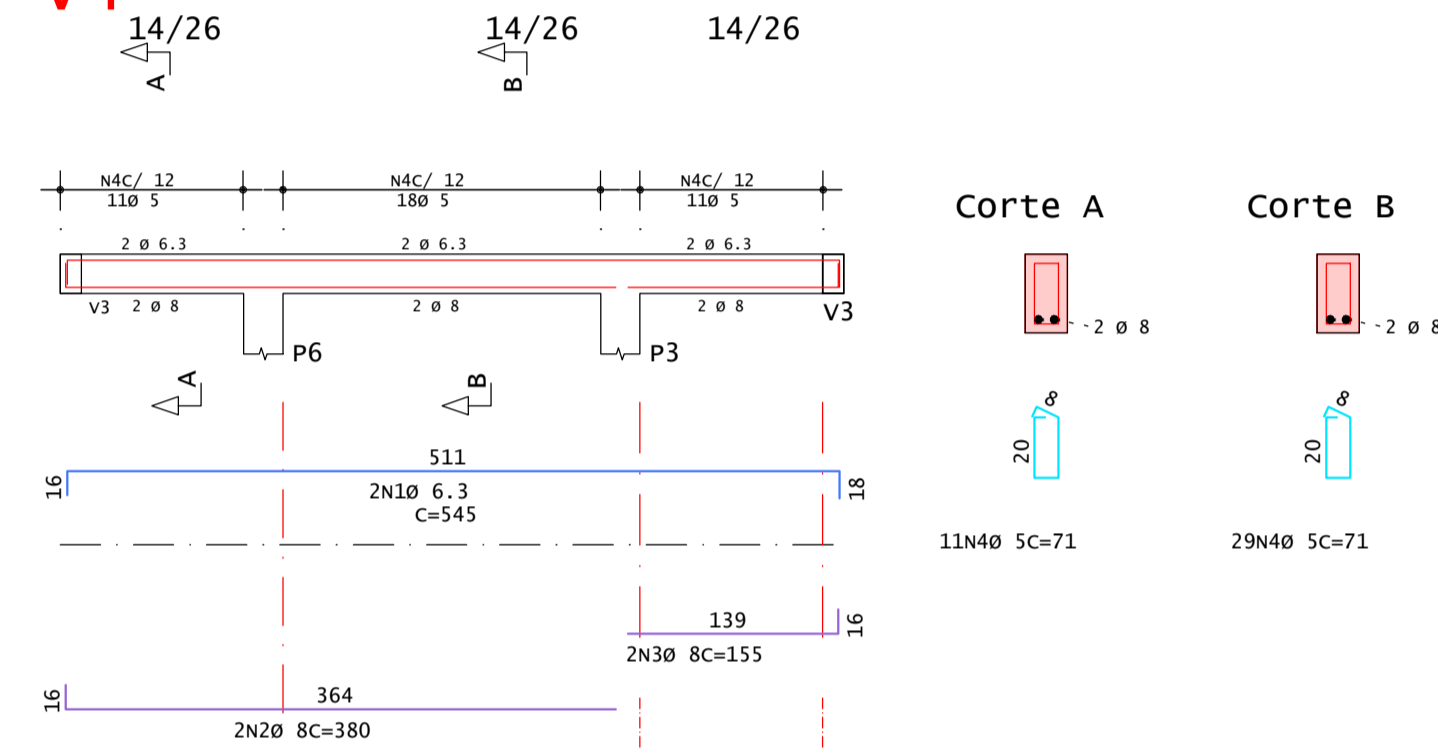 14/26 14/26 14/26
A B
N4C/ 12 N4C/ 12 N4C/ 12
11Ø 5 18Ø 5 11Ø 5
Corte A Corte B
2 Ø 6.3 2 Ø 6.3 2 Ø 6.3
V3 2 Ø 8 2 Ø 8 2 Ø 8 V3
2 Ø 8 2 Ø 8
P6 P3
A B
8 8
20 20
511
16 2N1Ø 6.3 18
C=545
11N4Ø 5C=71 29N4Ø 5C=71
139 16
2N3Ø 8C=155
16 364
2N2Ø 8C=380